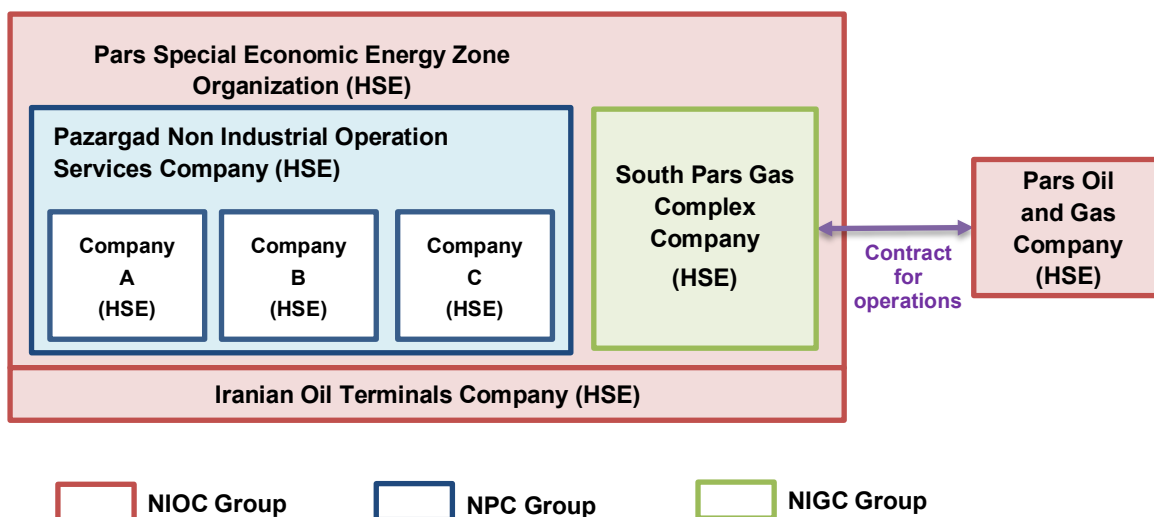 Pars Special Economic Energy Zone
Organization (HSE)
Pazargad Non Industrial Operation
Services Company (HSE)
Company
A
(HSE)
Company
B
(HSE)
Company
C
(HSE)
South Pars Gas
Complex
Company
(HSE)
Contract
for
operations
Pars Oil
and Gas
Company
(HSE)
Iranian Oil Terminals Company (HSE)
NIOC Group
NPC Group
NIGC Group